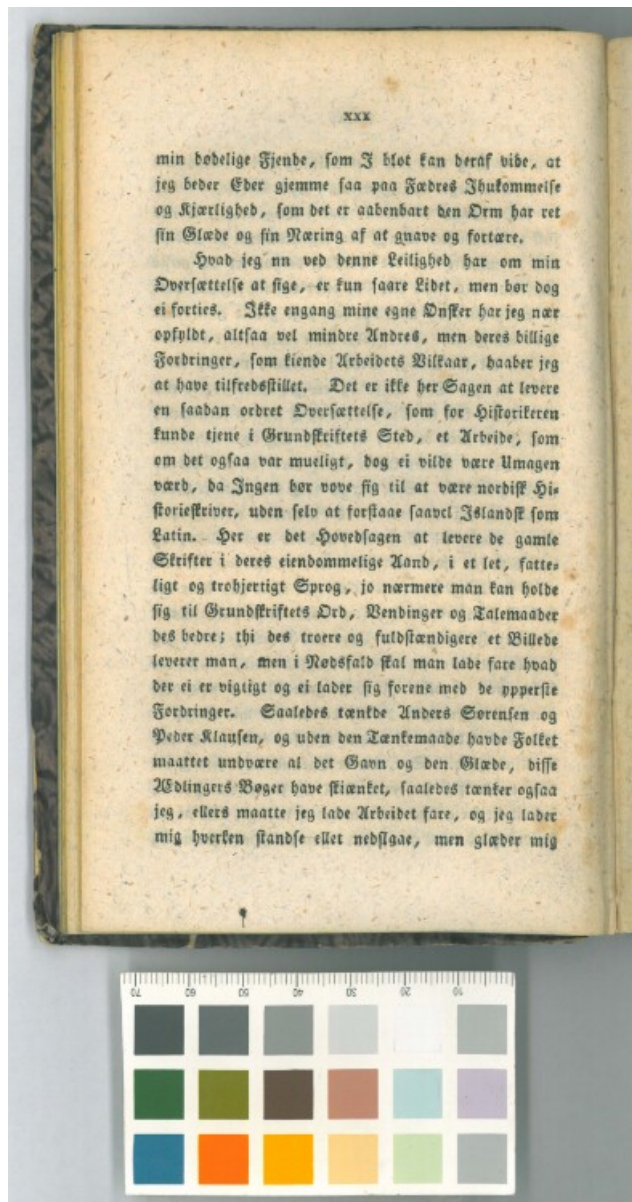 XXX
min dødelige Fjende, som I blot kan deraf vide, at
jeg beder Eder gjemme saa paa Fædres Ihukommelse
og Kjærlighed, som det er aabenbart den Orm har ret
sin Glæde og sin Næring af at gnave og fortære.
Hvad jeg nn ved denne Leilighed har om min
Oversættelse at sige, er kun saare Lidet, men bør dog
ei forties. Ikke engang mine egne Ønsker har jeg nær
opfyldt, altsaa vel mindre Andres, men deres billige
Fordringer, som kiende Arbeidets Vilkaar, haaber jeg
at have tilfredsstillet. Det er ikke her Sagen at levere
en saadan ordret Oversættelse, som for Historikeren
kunde tjene i Grundskriftets Sted, et Arbeide, som
om det ogsaa var mueligt, dog ei vilde være Umagen
værd, da Ingen bør vove sig til at være nordisk Hi-
storieskriver, uden selv at forstaae saavel Islandsk som
Latin. Her er det Hovedsagen at levere de gamle
Skrifter i deres eiendommelige Aand, i et let, fatte-
ligt og trohjertigt Sprog, jo nærmere man kan holde
sig til Grundskriftets Ord, Vendinger og Talemaader
des bedre; thi des troere og fuldstændigere et Billede
leverer man, men i Nødsfald skal man lade fare hvad
der ei er vigtigt og ei lader sig forene med de ypperste
Fordringer. Saaledes tænkde Anders Sørensen og
Peder Klausen, og uden den Tænkemaade havde Folket
maattet undvære al det Gavn og den Glæde, disse
Ædlingers Bøger have skiænket, saaledes tænker ogsaa
jeg, ellers maatte jeg lade Arbeidet fare, og jeg lader
mig hverken standse ellet nedslgae, men glæder mig
70 60 50 40 30 20 10